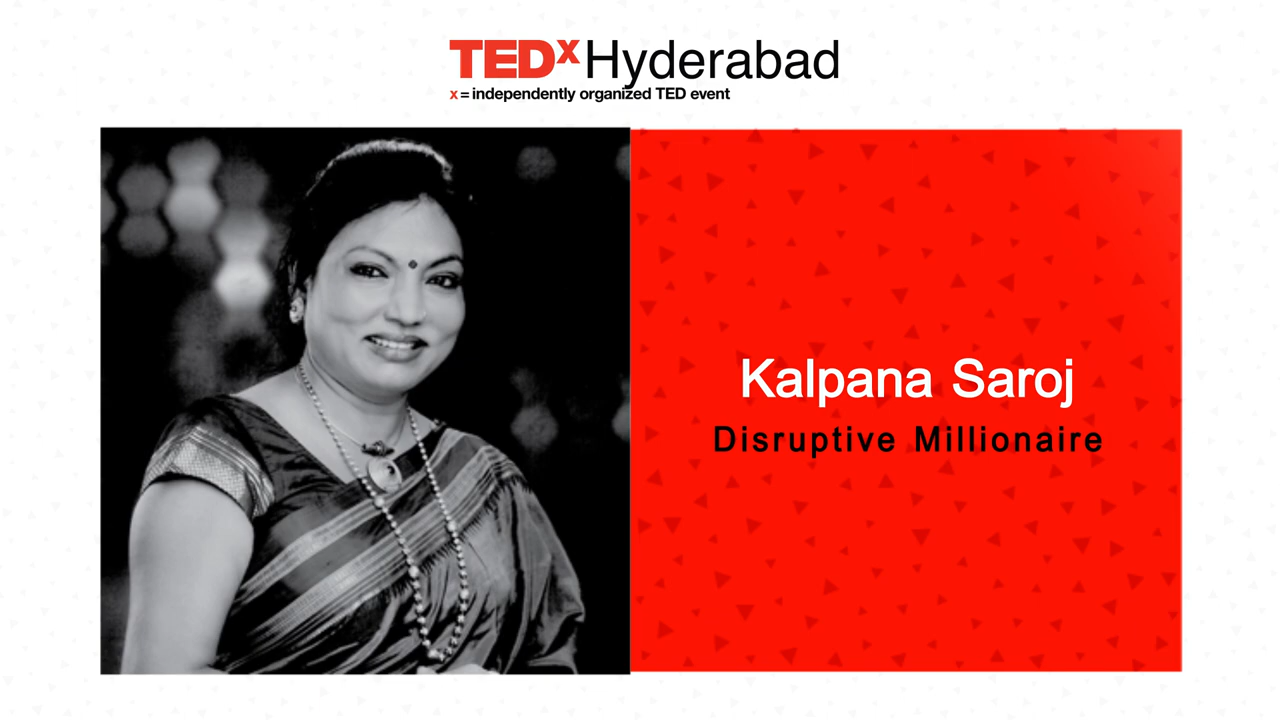 TEDxHyderabad
x = independently organized TED event
Kalpana Saroj
Disruptive Millionaire